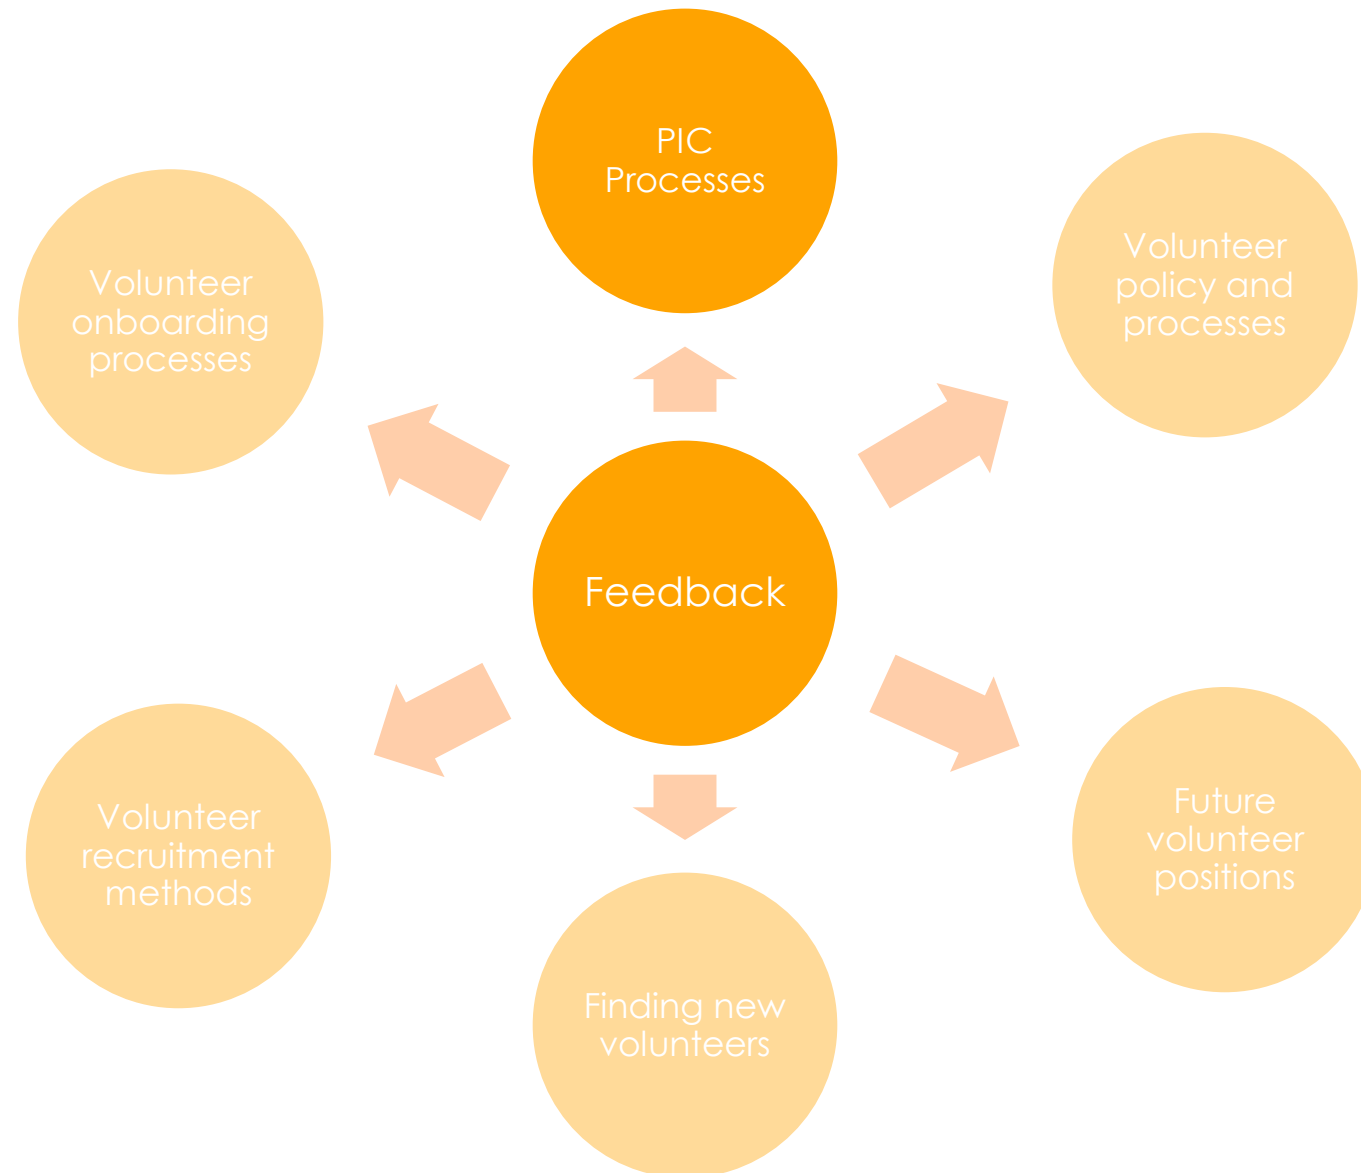 PIC
Processes
Volunteer
policy and
processes
Volunteer
onboarding
processes
Feedback
Volunteer
recruitment
methods
Future
volunteer
positions
Finding new
volunteers